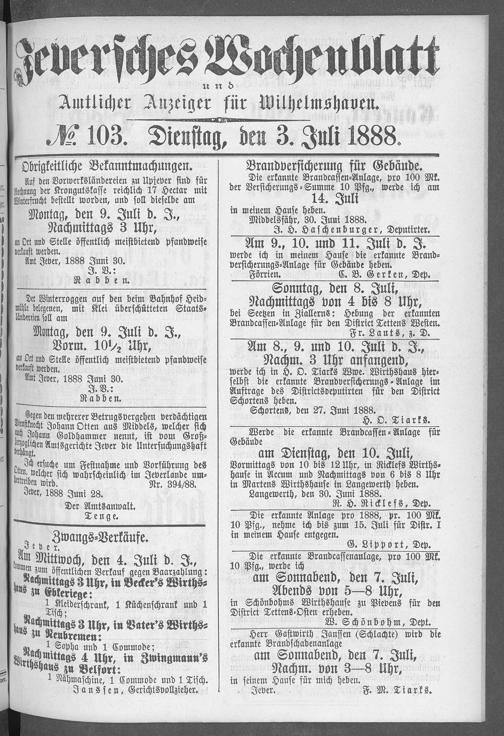 Jeversches Wochenblatt
und
Amtlicher Anzeiger für Wilhelmshaven.
№ 103. Dienstag, den 3. Juli 1888.
Obrigkeitliche Bekanntmachungen.
Auf den Vorwerksländereien zu Upjever sind für
Rechnung der Krongutskasse reichlich 17 Hectar mit
Winterfrucht bestellt worden, und soll dieselbe am
Montag, den 9. Juli d. J.,
Nachmittags 3 Uhr,
an Ort und Stelle öffentlich meistbietend pfandweise
verkauft werden.
Amt Jever, 1888 Juni 30.
J. V.:
Rabben.
Der Winterroggen auf den beim Bahnhof Heid-
mühle belegenen, mit Klei überschütteten Staats-
Ländereien soll am
Montag, den 9. Juli d. J.,
Vorm. 10½ Uhr,
an Ort und Stelle öffentlich meistbietend pfandweise
verkauft werden.
Amt Jever, 1888 Juni 30.
J. V.:
Rabben.
Gegen den mehrerer Betrugsvergehen verdächtigen
Dienstknecht Johann Otten aus Middels, welcher sich
auch Johann Goldhammer nennt, ist vom Groß-
herzoglichen Amtsgerichte Jever die Untersuchungshaft
verhängt.
Ich ersuche um Festnahme und Vorführung des
Otten, welcher sich wahrscheinlich im Jeverlande um-
hertreiben wird. Nr. 394/88.
Jever, 1888 Juni 28.
Der Amtsanwalt.
Tenge.
Zwangs-Verkäufe.
Jever.
Am Mittwoch, den 4. Juli d. J.,
kommen zum öffentlichen Verkauf gegen Baarzahlung:
Nachmittags 3 Uhr, in Becker's Wirths-
haus zu Ebkeriege:
1 Kleiderschrank, 1 Küchenschrank und 1
Tisch;
Nachmittags 3 Uhr, in Vater's Wirths-
haus zu Neubremen:
1 Sopha und 1 Commode;
Nachmittags 4 Uhr, in Zwingmann's
Wirthshaus zu Belfort:
1 Nähmaschine, 1 Commode und 1 Tisch.
Janssen, Gerichtsvollzieher.
Brandversicherung für Gebäude.
Die erkannte Brandcassen-Anlage, pro 100 Mk.
der Versicherungs-Summe 10 Pfg., werde ich am
14. Juli
in meinem Hause heben.
Middelsfähr, 30. Juni 1888.
J. H. Haschenburger, Deputirter.
Am 9., 10. und 11. Juli d. J.
werde ich in meinem Hause die erkannte Brand-
versicherungs-Anlage für Gebäude heben.
Förrien. C. B. Gerken, Dep.
Sonntag, den 8. Juli,
Nachmittags von 4 bis 8 Uhr,
bei Seetzen in Ziallerns: Hebung der erkannten
Brandcassen-Anlage für den District Tettens Westen.
Fr. Lauts, z. D.
Am 8., 9. und 10. Juli d. J.,
Nachm. 3 Uhr anfangend,
werde ich in H. O. Tiarks Wwe. Wirthshaus hier-
selbst die erkannte Brandversicherungs-Anlage im
Auftrage des Districtsdeputirten für den District
Schortens heben.
Schortens, den 27. Juni 1888.
H. O. Tiarks.
Werde die erkannte Brandcassen-Anlage für
Gebäude
am Dienstag, den 10. Juli,
Vormittags von 10 bis 12 Uhr, in Ricklefs Wirths-
hause in Accum und Nachmittags von 6 bis 8 Uhr in
Martens Wirthshause in Langewerth heben.
Langewerth, den 30. Juni 1888.
R. H. Ricklefs, Dep.
Die erkannte Anlage pro 1888, pr. 100 Mk.
10 Pfg., nehme ich bis zum 15. Juli für Distr. I
in meinem Hause entgegen.
G. Lipport, Dep.
Die erkannte Brandcassenanlage, pro 100 Mk.
10 Pfg., werde ich
am Sonnabend, den 7. Juli,
Abends von 5—8 Uhr,
in Schönbohms Wirthshause zu Pievens für den
District Tettens-Osten erheben.
W. Schönbohm, Dept.
Herr Gastwirth Janssen (Schlachte) wird die
erkannte Brandschabenanlage
am Sonnabend, den 7. Juli,
Nachm. von 3—8 Uhr,
in seinem Hause für mich heben.
Jever. F. M. Tiarks.